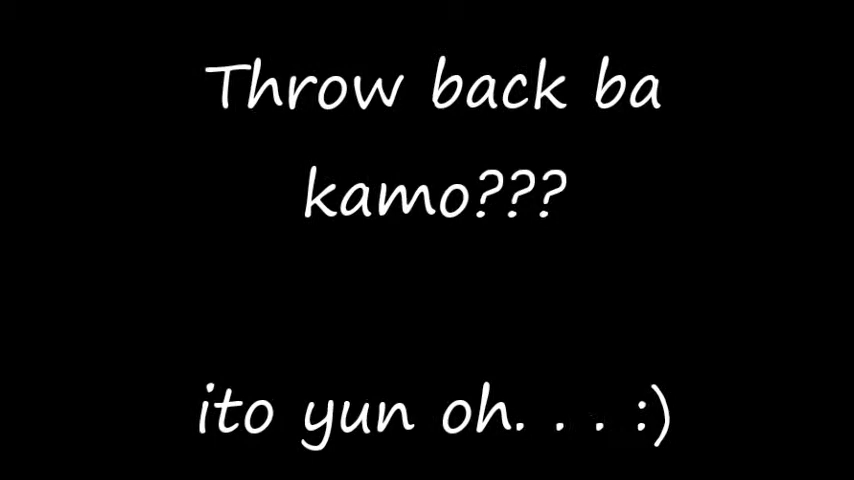 Throw back ba
kamo???
ito yun oh. . . :)